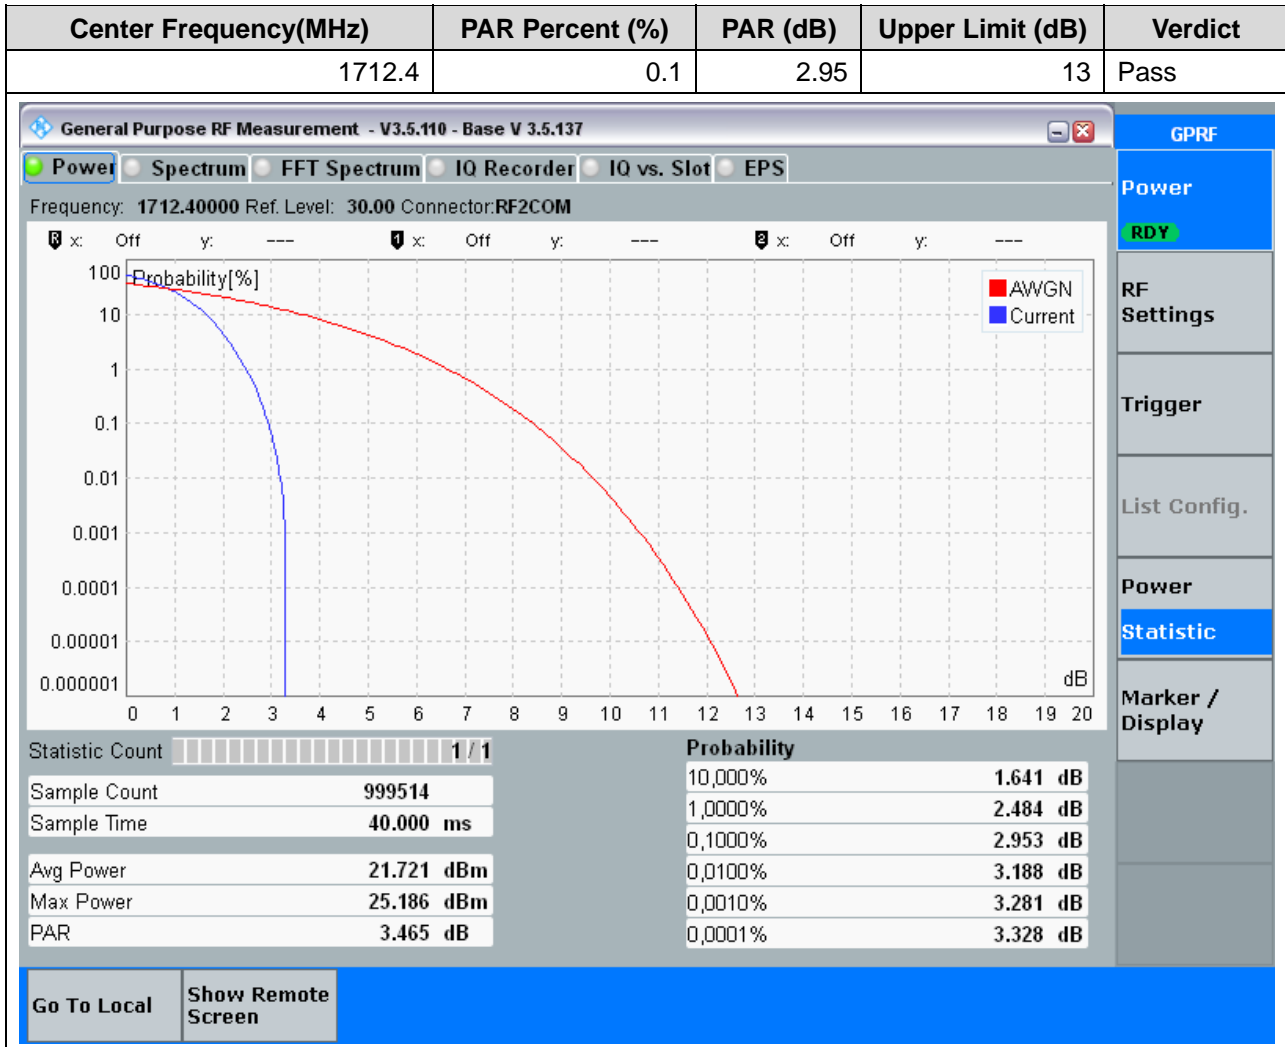 Center Frequency(MHz) PAR Percent (%) PAR (dB) Upper Limit (dB) Verdict
1712.4 0.1 2.95 13 Pass
General Purpose RF Measurement - V3.5.110 - Base V 3.5.137
GPRF
Power Spectrum FFT Spectrum IQ Recorder IQ vs. Slot EPS
Frequency: 1712.40000 Ref. Level: 30.00 Connector:RF2COM
R x: Off y: --- 1 x: Off y: --- 2 x: Off y: ---
Probability[%]
AWGN
Current
100
10
1
0.1
0.01
0.001
0.0001
0.00001
0.000001
dB
0 1 2 3 4 5 6 7 8 9 10 11 12 13 14 15 16 17 18 19 20
Statistic Count 1 / 1
Sample Count 999514
Sample Time 40.000 ms
Avg Power 21.721 dBm
Max Power 25.186 dBm
PAR 3.465 dB
Probability
10,000% 1.641 dB
1,0000% 2.484 dB
0,1000% 2.953 dB
0,0100% 3.188 dB
0,0010% 3.281 dB
0,0001% 3.328 dB
Power
RDY
RF
Settings
Trigger
List Config.
Power
Statistic
Marker /
Display
Go To Local
Show Remote
Screen